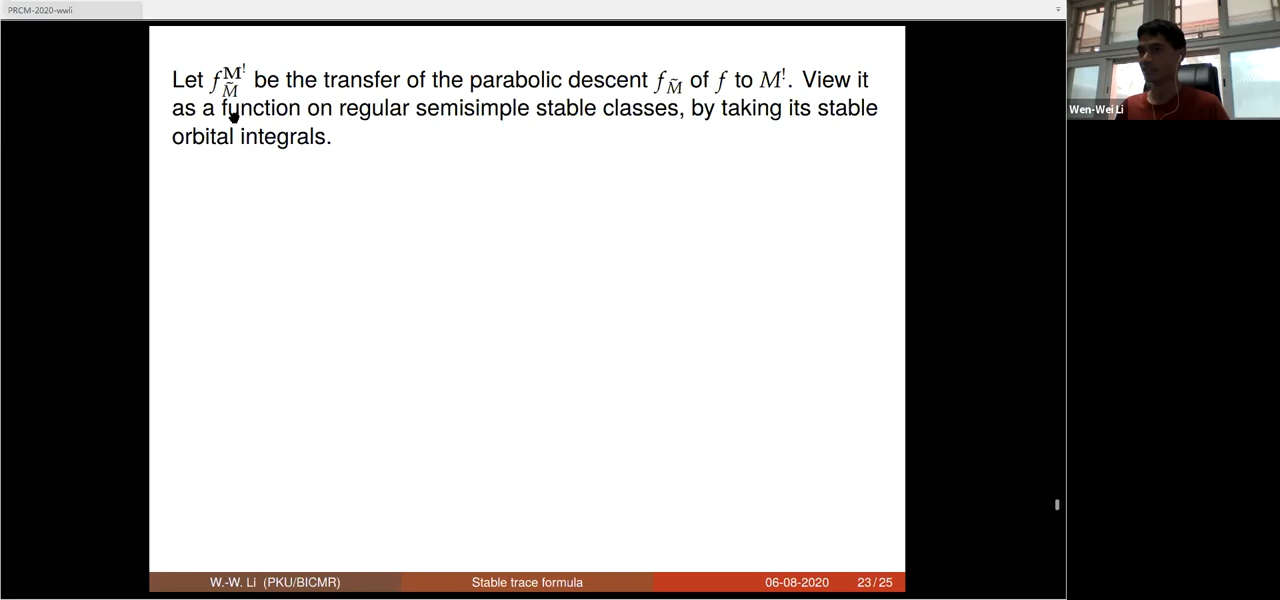 PRCM-2020-wwli
Let $f_{\tilde{M}}^{\mathbf{M}^!}$ be the transfer of the parabolic descent $f_{\tilde{M}}$ of $f$ to $M^!$. View it
as a function on regular semisimple stable classes, by taking its stable
orbital integrals.
Wen-Wei Li
W.-W. Li (PKU/BICMR) Stable trace formula 06-08-2020 23 / 25